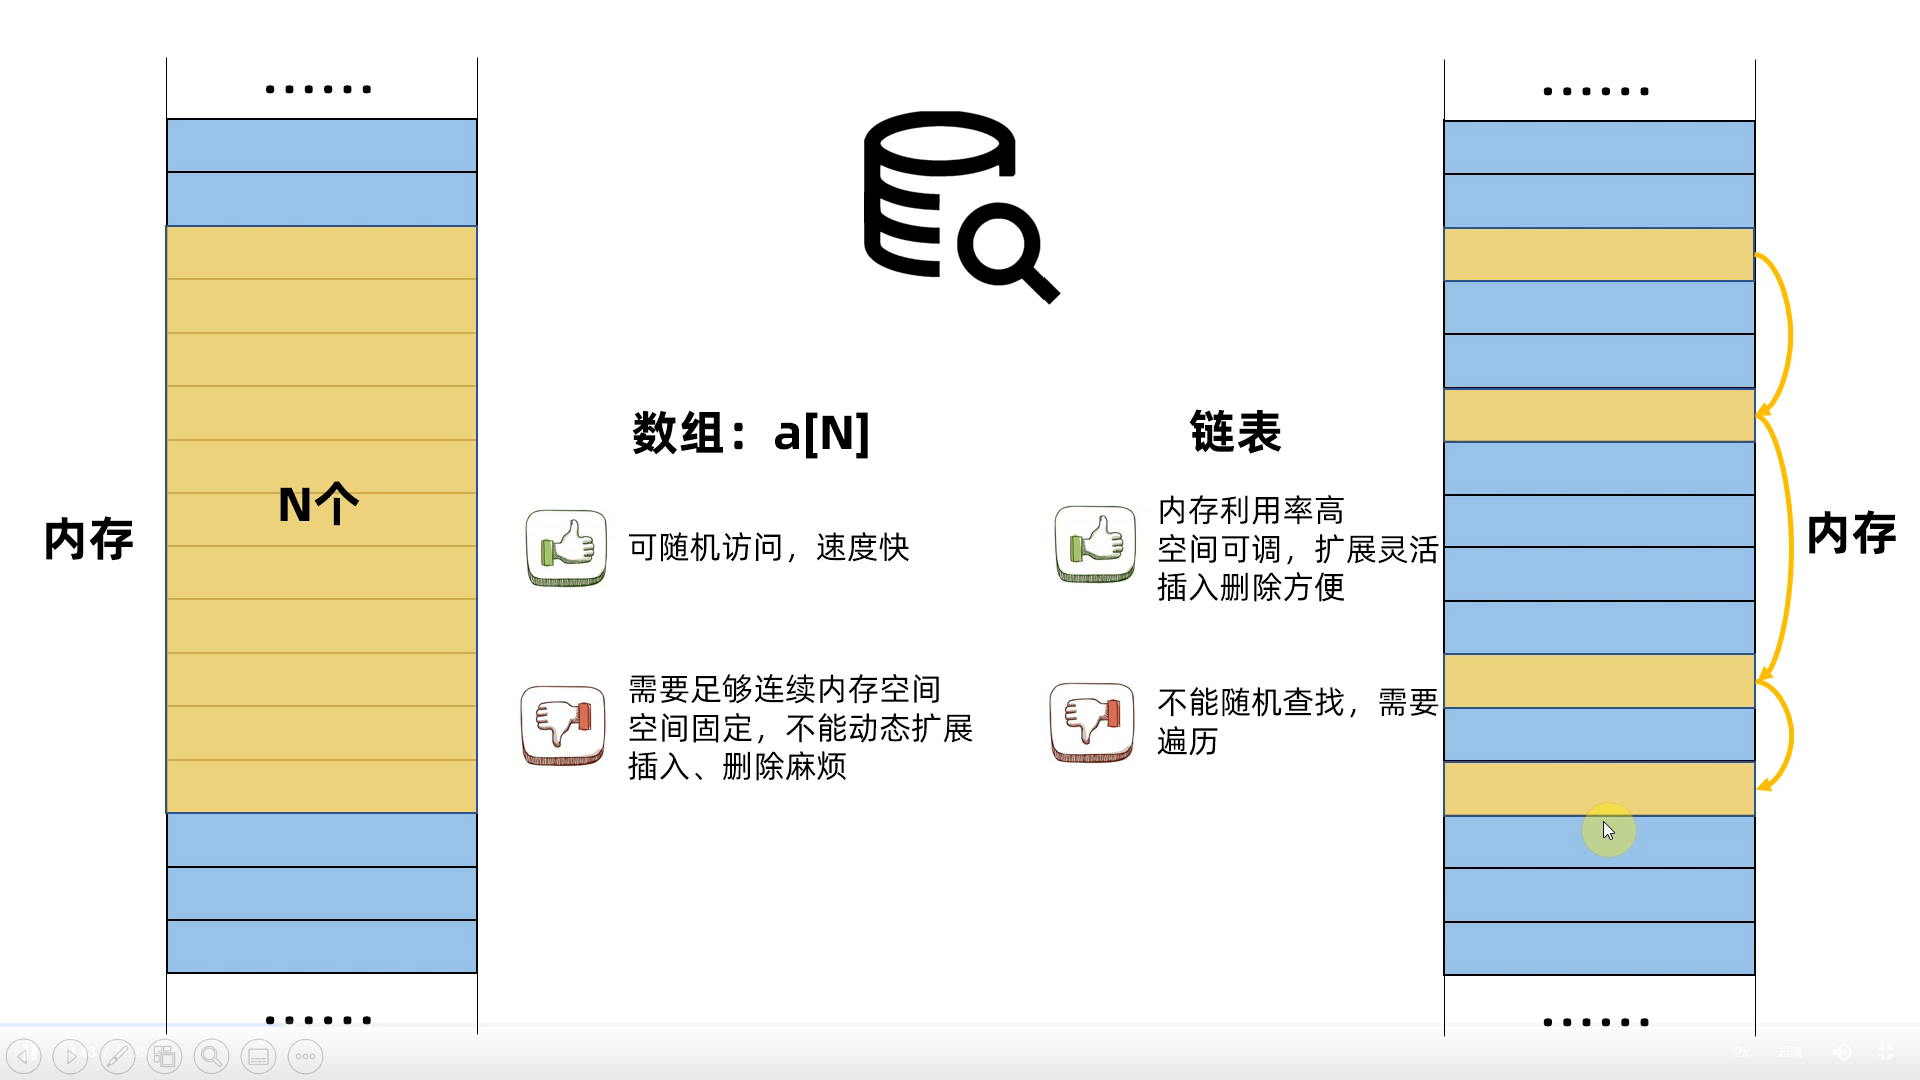 ......
......
数组：a[N]
链表
内存
N个
可随机访问，速度快
内存利用率高
空间可调，扩展灵活
插入删除方便
内存
需要足够连续内存空间
空间固定，不能动态扩展
插入、删除麻烦
不能随机查找，需要
遍历
......
......
2x
超清